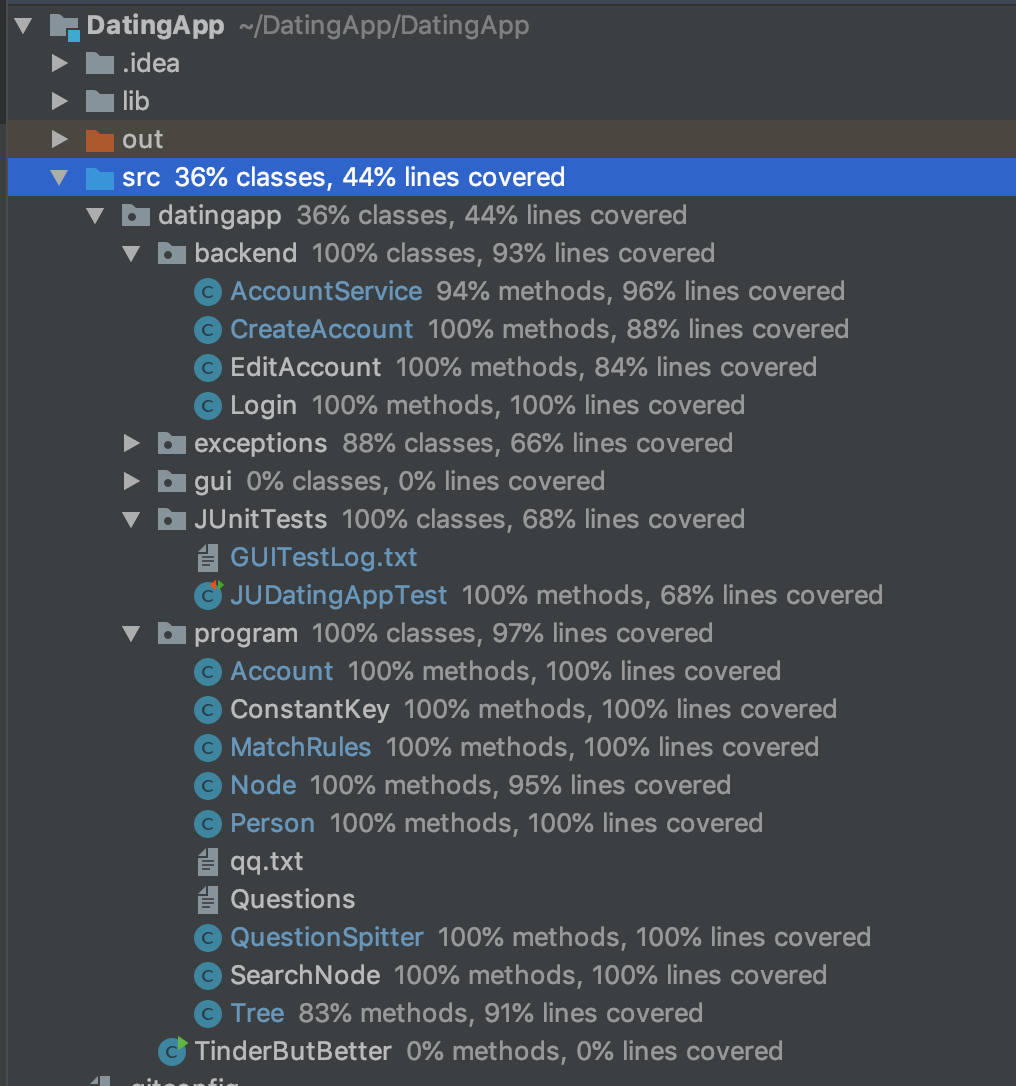 DatingApp ~/DatingApp/DatingApp
.idea
lib
out
src 36% classes, 44% lines covered
datingapp 36% classes, 44% lines covered
backend 100% classes, 93% lines covered
AccountService 94% methods, 96% lines covered
CreateAccount 100% methods, 88% lines covered
EditAccount 100% methods, 84% lines covered
Login 100% methods, 100% lines covered
exceptions 88% classes, 66% lines covered
gui 0% classes, 0% lines covered
JUnitTests 100% classes, 68% lines covered
GUITestLog.txt
JUDatingAppTest 100% methods, 68% lines covered
program 100% classes, 97% lines covered
Account 100% methods, 100% lines covered
ConstantKey 100% methods, 100% lines covered
MatchRules 100% methods, 100% lines covered
Node 100% methods, 95% lines covered
Person 100% methods, 100% lines covered
qq.txt
Questions
QuestionSpitter 100% methods, 100% lines covered
SearchNode 100% methods, 100% lines covered
Tree 83% methods, 91% lines covered
TinderButBetter 0% methods, 0% lines covered
.gitconfig